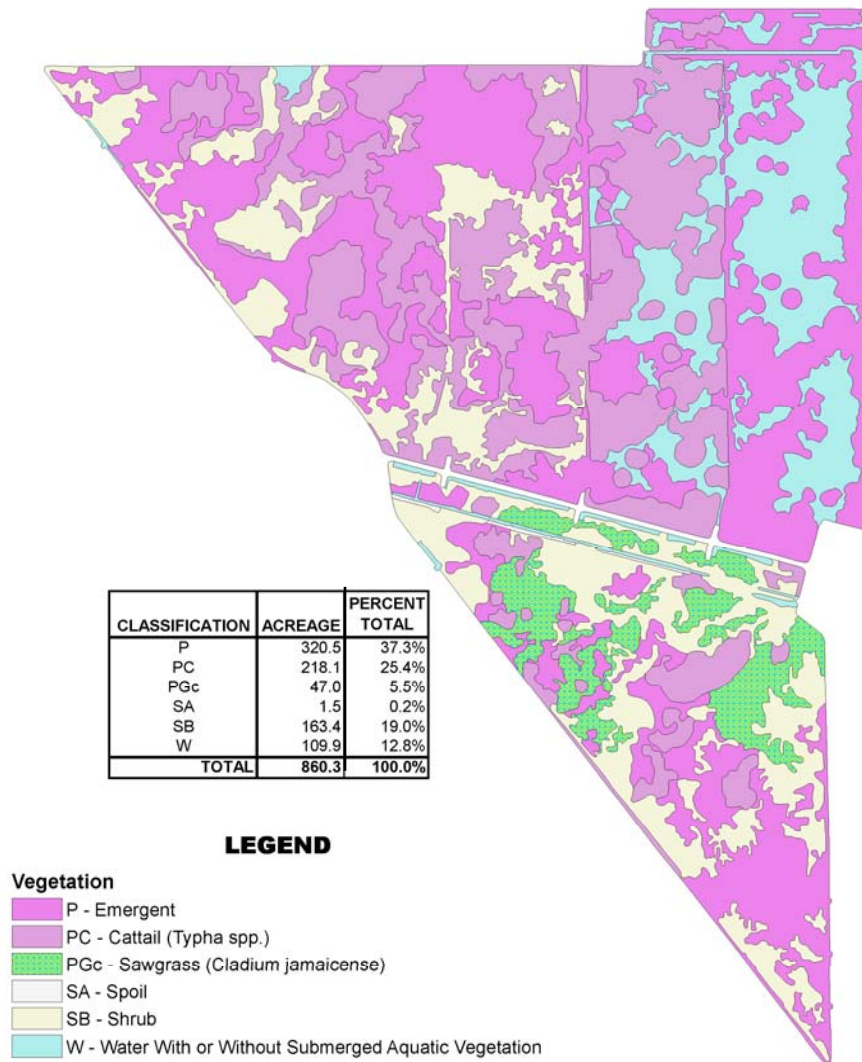 CLASSIFICATION ACREAGE PERCENT TOTAL
P 320.5 37.3%
PC 218.1 25.4%
PGc 47.0 5.5%
SA 1.5 0.2%
SB 163.4 19.0%
W 109.9 12.8%
TOTAL 860.3 100.0%
LEGEND
Vegetation
P - Emergent
PC - Cattail (Typha spp.)
PGc - Sawgrass (Cladium jamaicense)
SA - Spoil
SB - Shrub
W - Water With or Without Submerged Aquatic Vegetation